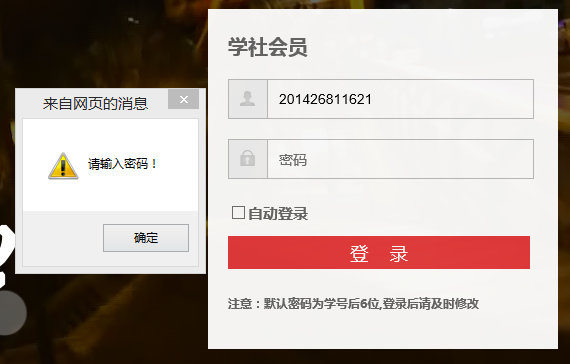 学社会员
来自网页的消息
201426811621
请输入密码！
密码
自动登录
确定
登 录
注意：默认密码为学号后6位,登录后请及时修改